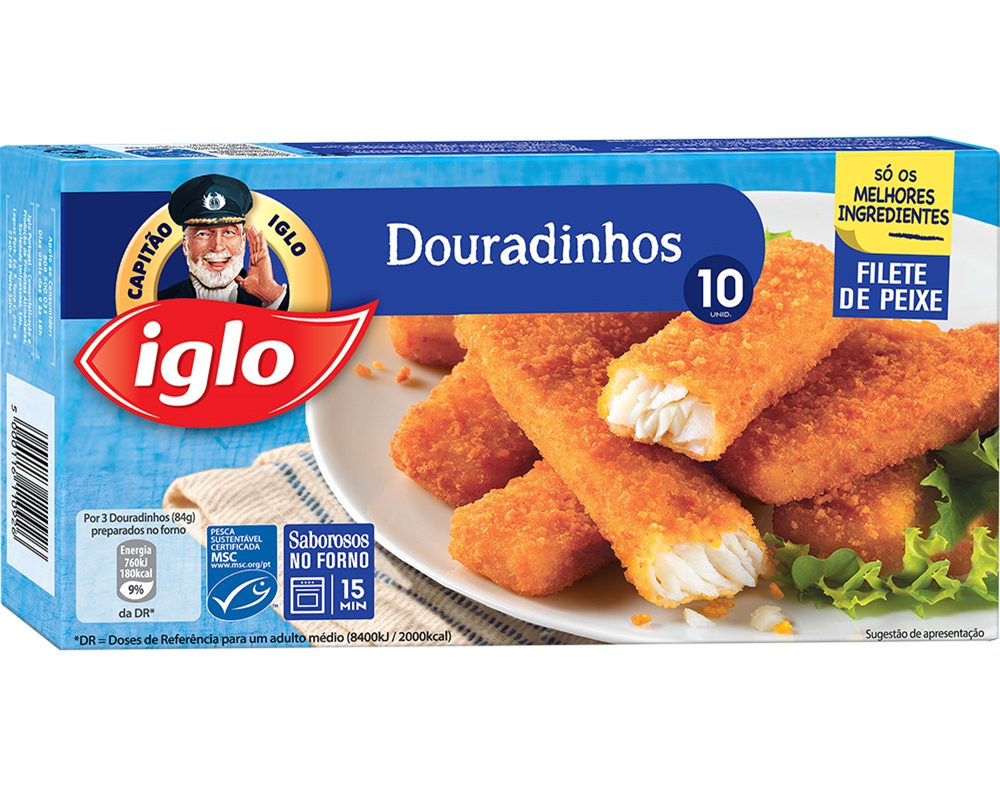 CAPITÃO IGLO
iglo
Douradinhos
10
UNID.
SÓ OS
MELHORES
INGREDIENTES
FILETE
DE PEIXE
Por 3 Douradinhos (84g)
preparados no forno
Energia
760kJ
180kcal
9%
da DR*
PESCA
SUSTENTÁVEL
CERTIFICADA
MSC
www.msc.org/pt
TM
Saborosos
NO FORNO
15
MIN
*DR = Doses de Referência para um adulto médio (8400kJ / 2000kcal)
Sugestão de apresentação